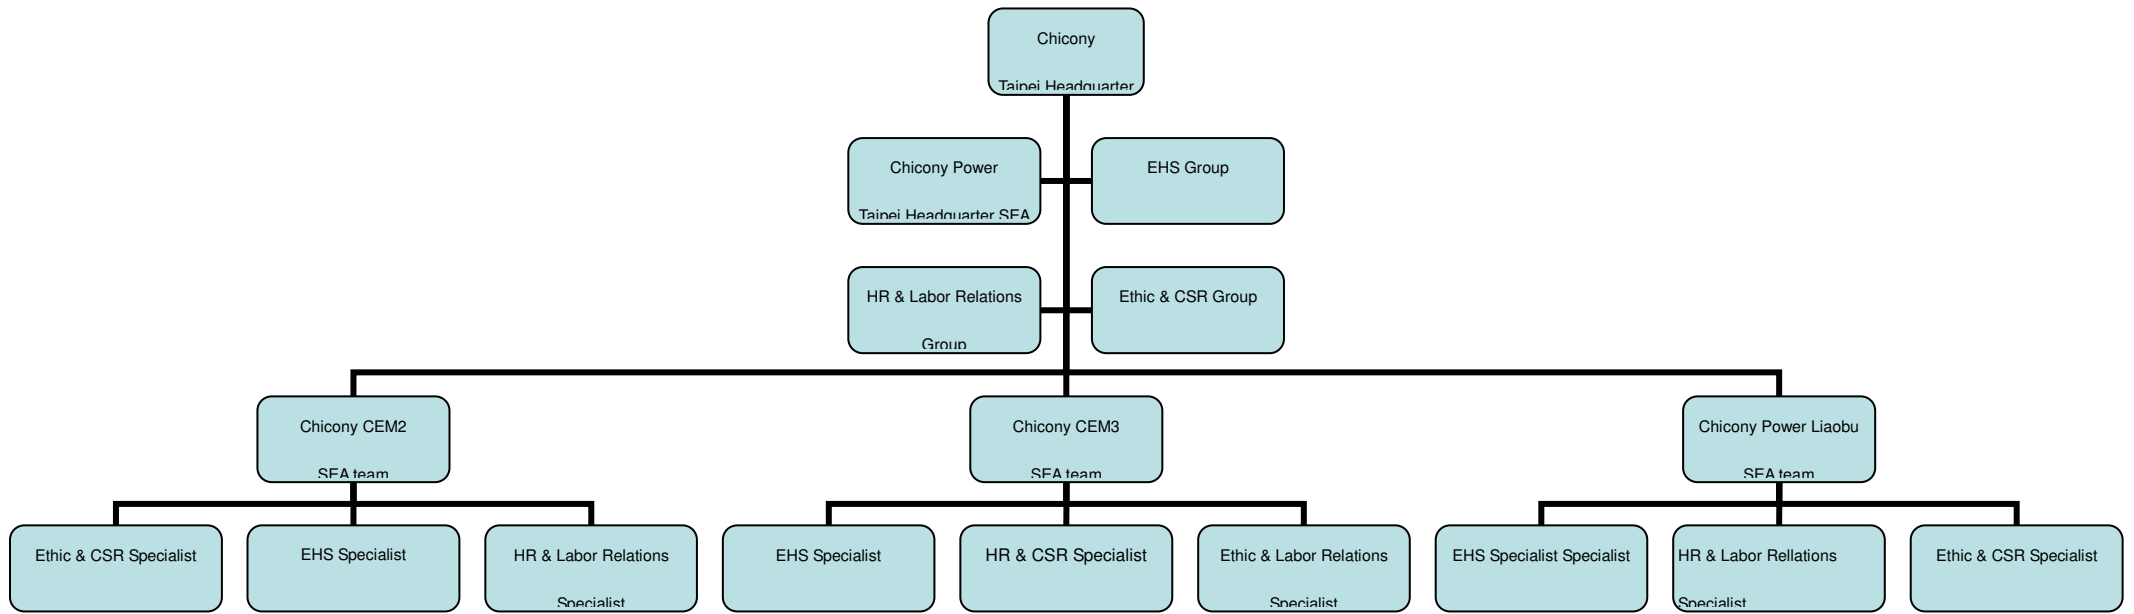 Chicony
Taipei Headquarter
Chicony Power
Taipei Headquarter SEA
EHS Group
HR & Labor Relations
Group
Ethic & CSR Group
Chicony CEM2
SEA team
Chicony CEM3
SEA team
Chicony Power Liaobu
SEA team
Ethic & CSR Specialist
EHS Specialist
HR & Labor Relations
Specialist
EHS Specialist
HR & CSR Specialist
Ethic & Labor Relations
Specialist
EHS Specialist Specialist
HR & Labor Rellations
Specialist
Ethic & CSR Specialist